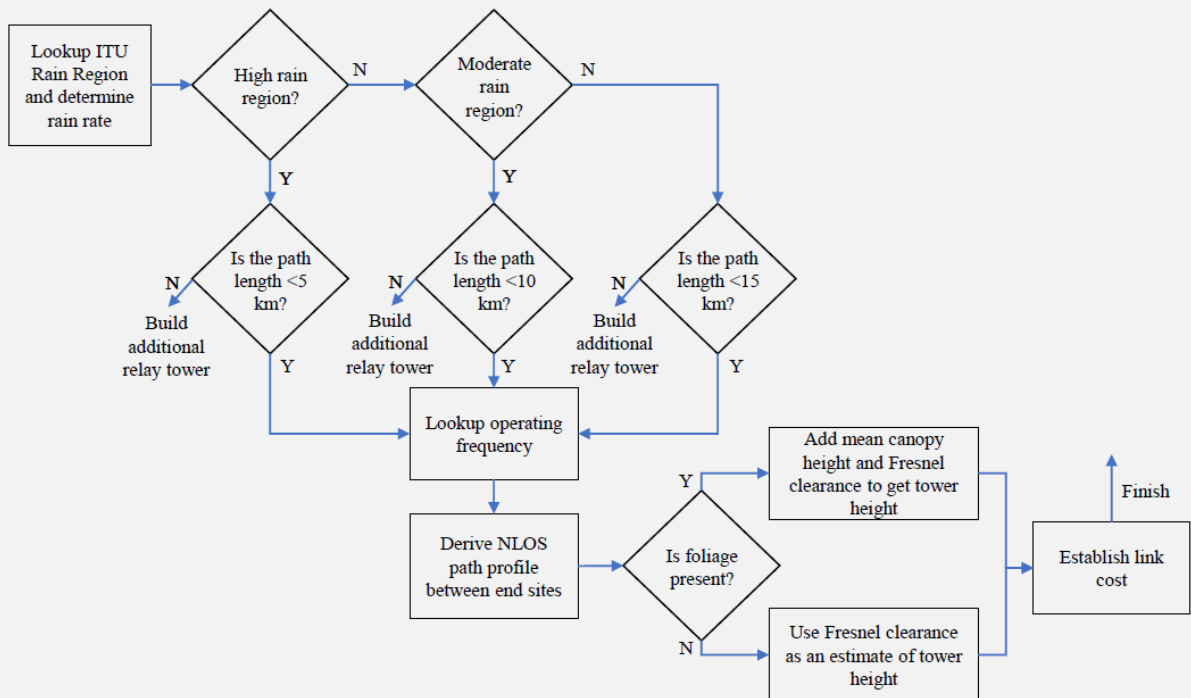 Lookup ITU
Rain Region
and determine
rain rate
High rain
region?
N
Moderate
rain
region?
N
Y
Y
Is the path
length <5
km?
N
Build
additional
relay tower
Y
Is the path
length <10
km?
N
Build
additional
relay tower
Y
Is the path
length <15
km?
N
Build
additional
relay tower
Y
Lookup operating
frequency
Derive NLOS
path profile
between end sites
Is foliage
present?
Y
Add mean canopy
height and Fresnel
clearance to get tower
height
N
Use Fresnel clearance
as an estimate of tower
height
Establish link
cost
Finish